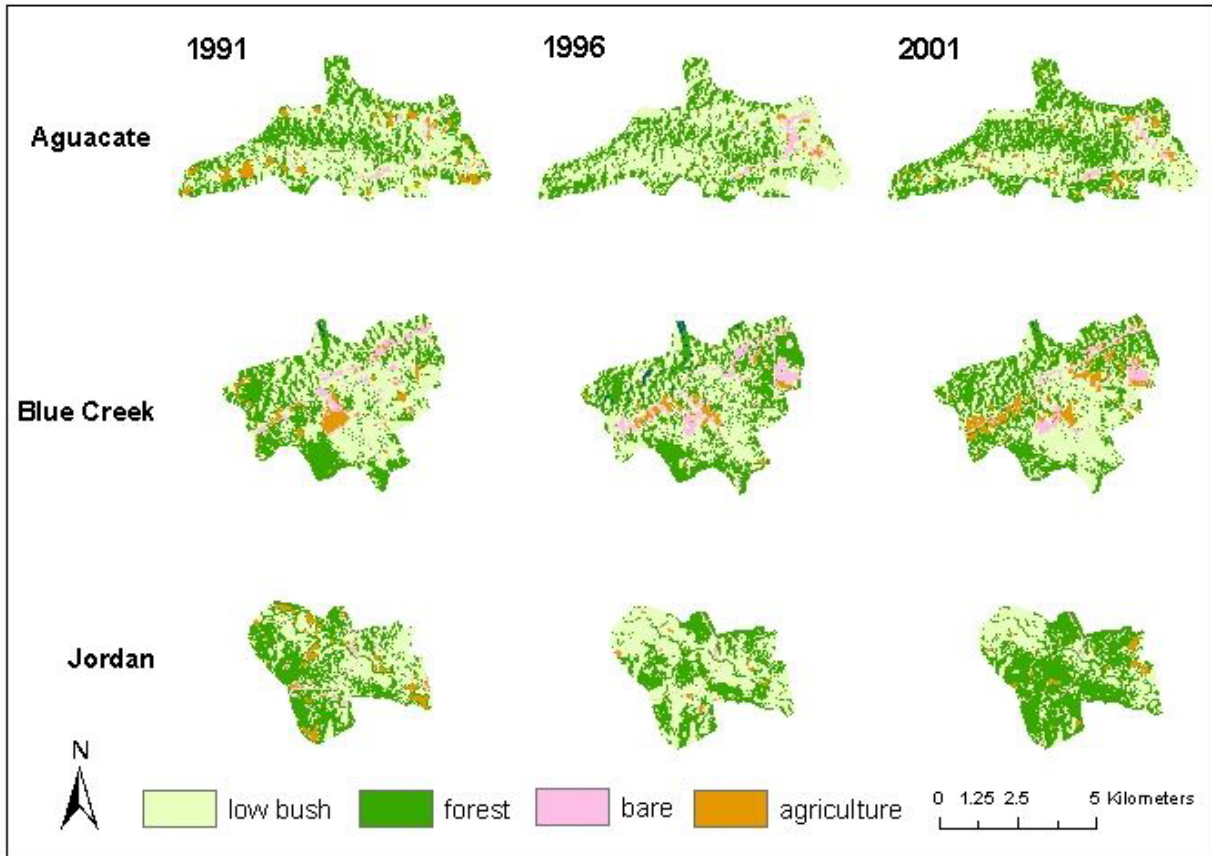 1991 1996 2001
Aguacate
Blue Creek
Jordan
N
low bush forest bare agriculture
0 1.25 2.5 5 Kilometers